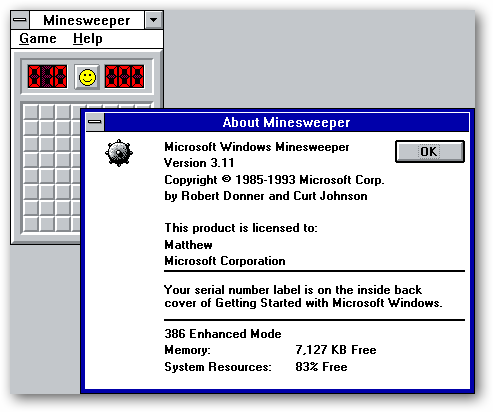 Minesweeper
Game Help
010 000
About Minesweeper
Microsoft Windows Minesweeper
OK
Version 3.11
Copyright © 1985-1993 Microsoft Corp.
by Robert Donner and Curt Johnson
This product is licensed to:
Matthew
Microsoft Corporation
Your serial number label is on the inside back
cover of Getting Started with Microsoft Windows.
386 Enhanced Mode
Memory: 7,127 KB Free
System Resources: 83% Free